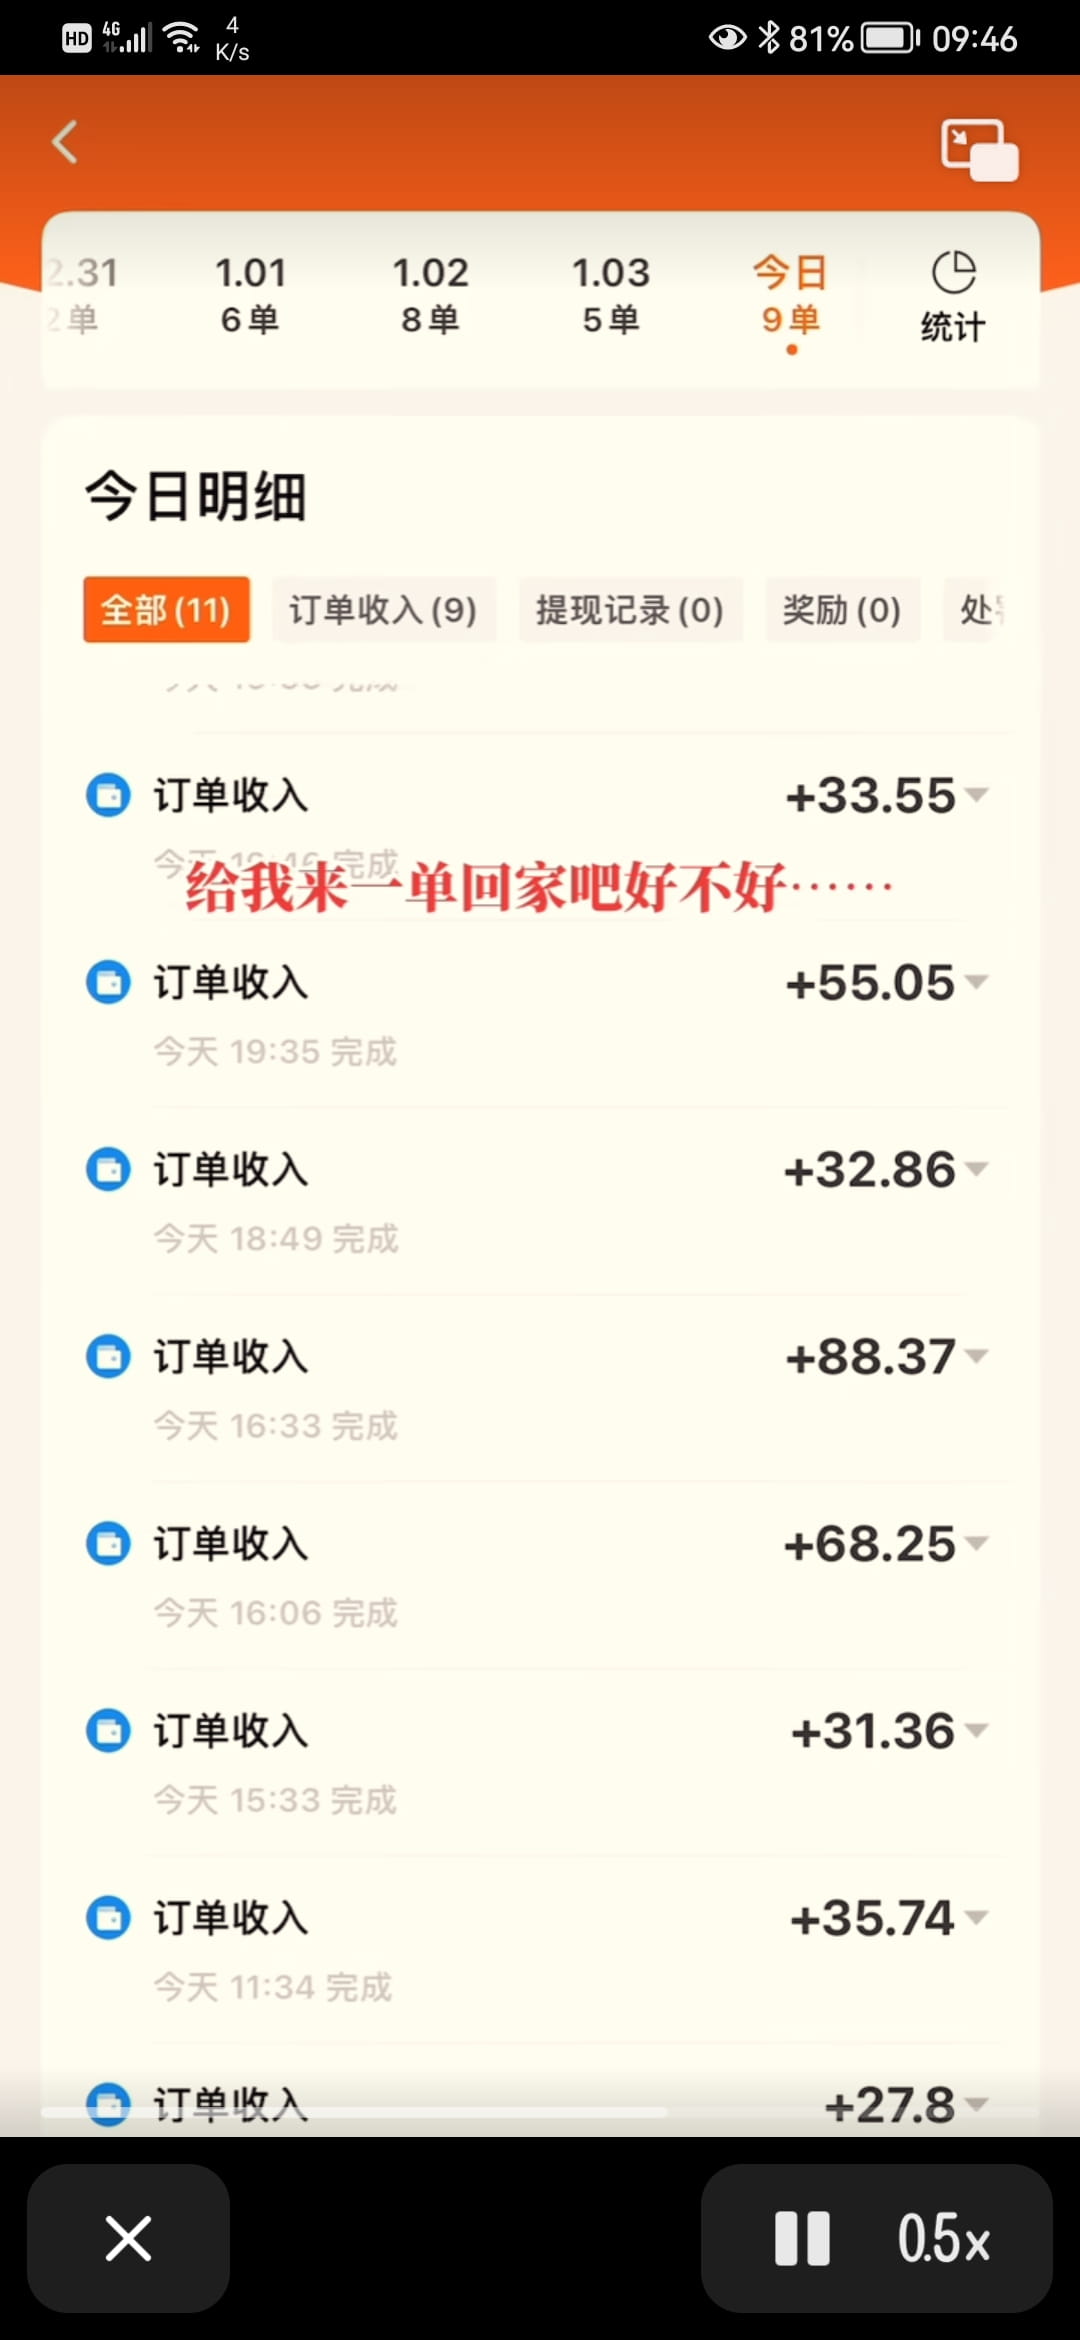 HD 4G 4 K/s 81% 09:46
2.31 1.01 1.02 1.03 今日
2单 6单 8单 5单 9单 统计
今日明细
全部(11) 订单收入(9) 提现记录(0) 奖励(0) 处
订单收入 +33.55
完成
给我来一单回家吧好不好……
订单收入 +55.05
今天 19:35 完成
订单收入 +32.86
今天 18:49 完成
订单收入 +88.37
今天 16:33 完成
订单收入 +68.25
今天 16:06 完成
订单收入 +31.36
今天 15:33 完成
订单收入 +35.74
今天 11:34 完成
订单收入 +27.8
0.5×